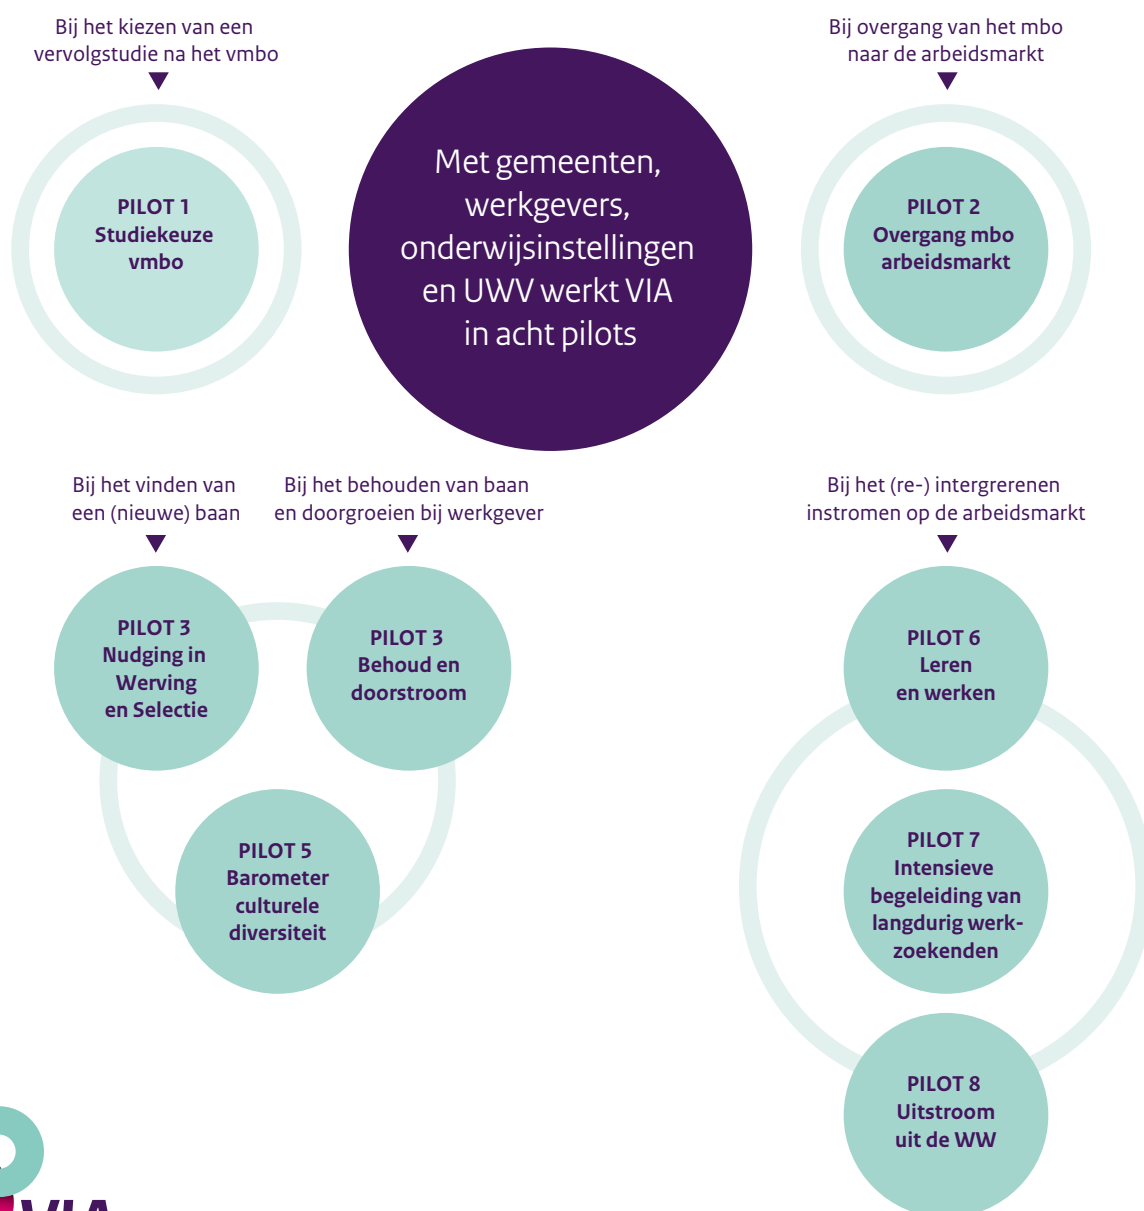 Bij het kiezen van een
vervolgstudie na het vmbo
PILOT 1
Studiekeuze
vmbo
Met gemeenten,
werkgevers,
onderwijsinstellingen
en UWV werkt VIA
in acht pilots
Bij overgang van het mbo
naar de arbeidsmarkt
PILOT 2
Overgang mbo
arbeidsmarkt
Bij het vinden van
een (nieuwe) baan
PILOT 3
Nudging in
Werving
en Selectie
Bij het behouden van baan
en doorgroeien bij werkgever
PILOT 3
Behoud en
doorstroom
PILOT 5
Barometer
culturele
diversiteit
Bij het (re-) intergrerenen
instromen op de arbeidsmarkt
PILOT 6
Leren
en werken
PILOT 7
Intensieve
begeleiding van
langdurig werk-
zoekenden
PILOT 8
Uitstroom
uit de WW
VIA